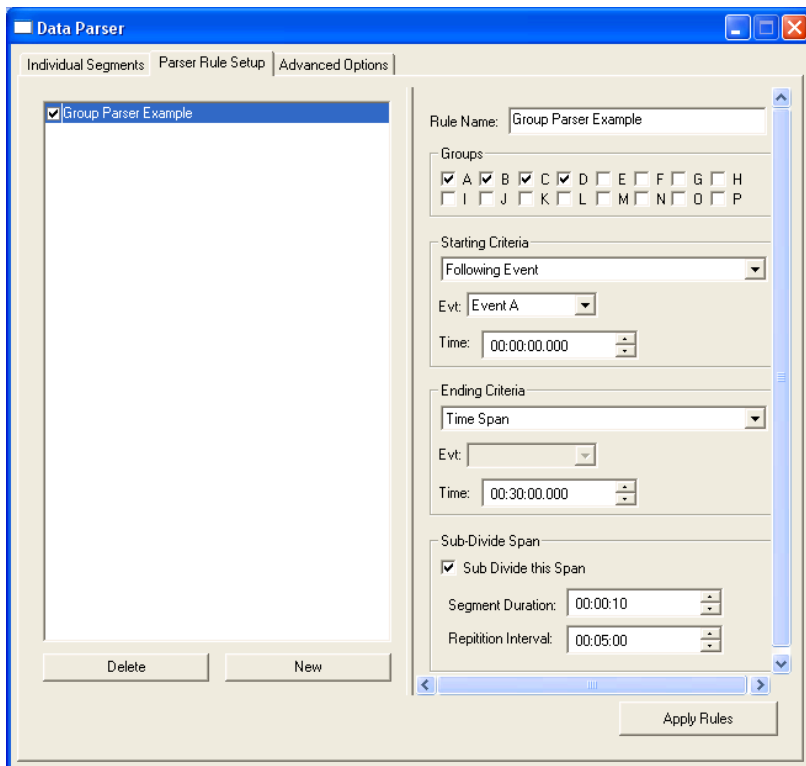 Data Parser
Individual Segments Parser Rule Setup Advanced Options
Group Parser Example
Rule Name: Group Parser Example
Groups
A B C D E F G H
I J K L M N O P
Starting Criteria
Following Event
Evt: Event A
Time: 00:00:00.000
Ending Criteria
Time Span
Evt:
Time: 00:30:00.000
Sub-Divide Span
Sub Divide this Span
Segment Duration: 00:00:10
Repitition Interval: 00:05:00
Delete New
Apply Rules